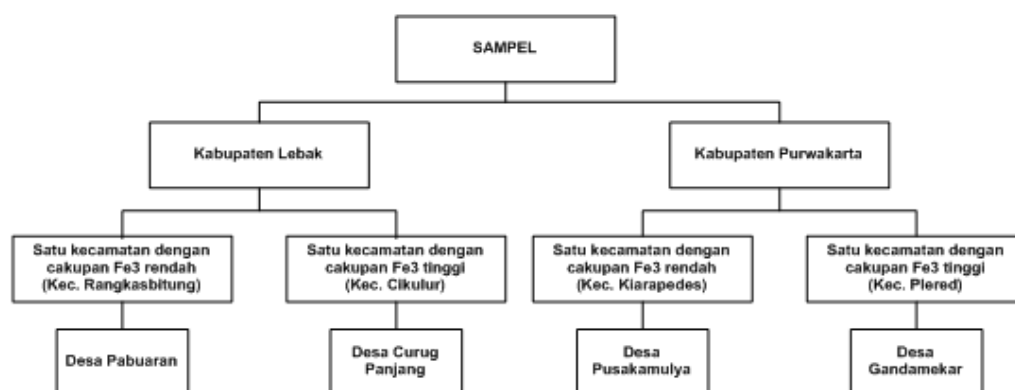 SAMPEL
Kabupaten Lebak
Kabupaten Purwakarta
Satu kecamatan dengan
cakupan Fe3 rendah
(Kec. Rangkasbitung)
Satu kecamatan dengan
cakupan Fe3 tinggi
(Kec. Cikulur)
Satu kecamatan dengan
cakupan Fe3 rendah
(Kec. Kiarapedes)
Satu kecamatan dengan
cakupan Fe3 tinggi
(Kec. Plered)
Desa Pabuaran
Desa Curug
Panjang
Desa
Pusakamulya
Desa
Gandamekar